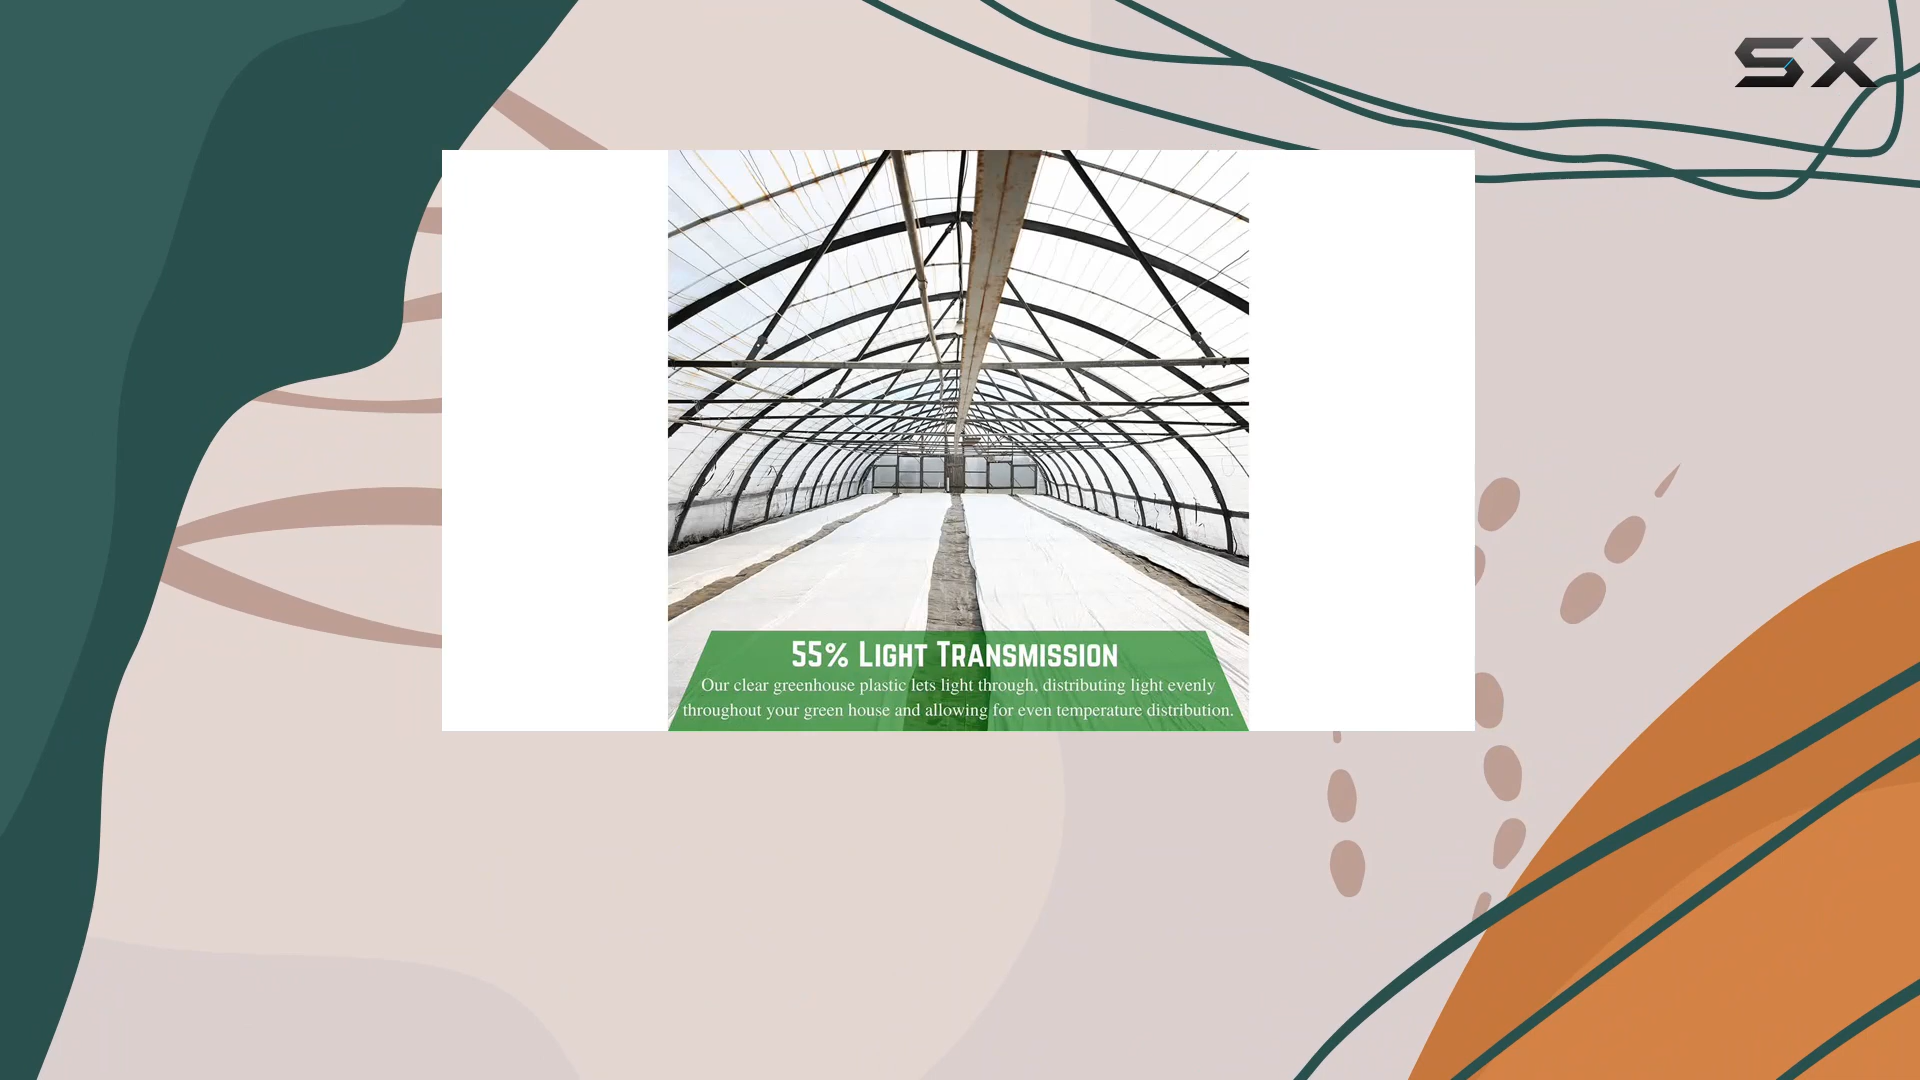 SX
55% Light Transmission
Our clear greenhouse plastic lets light through, distributing light evenly
throughout your green house and allowing for even temperature distribution.